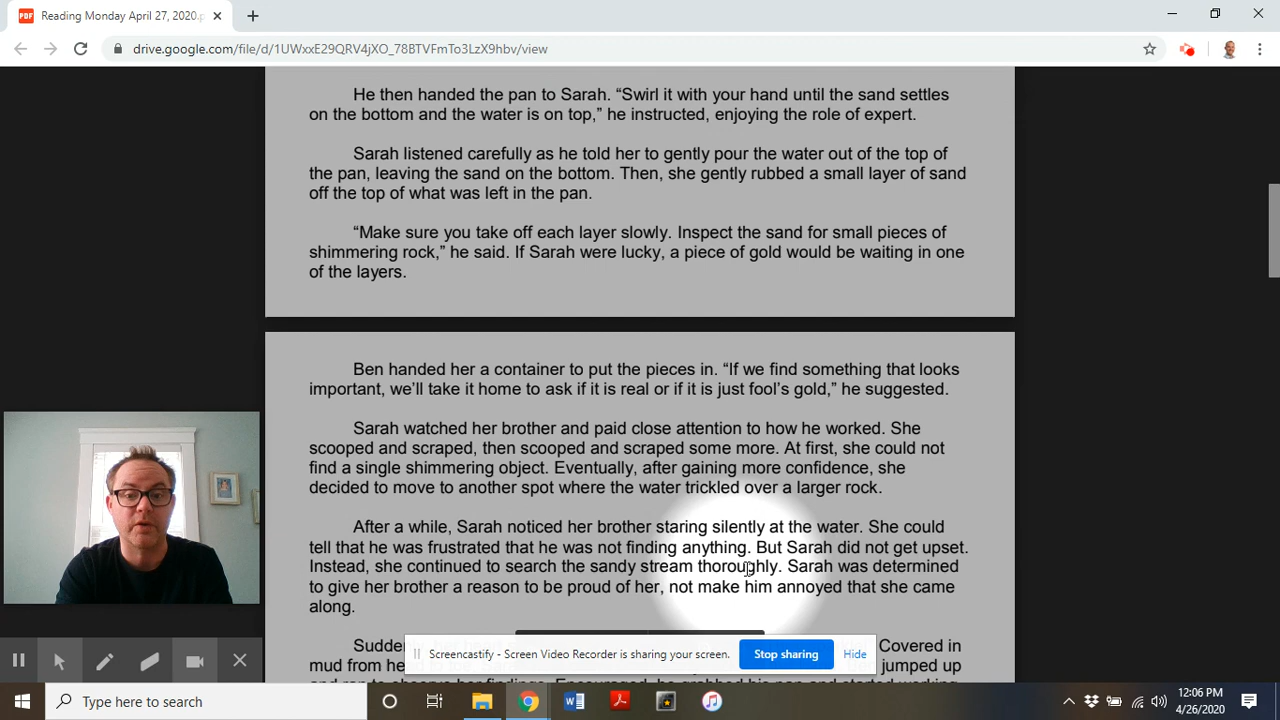 Reading Monday April 27, 2020.p
drive.google.com/file/d/1UWxxE29QRV4jXO_78BTVFmTo3LzX9hbv/view
He then handed the pan to Sarah. “Swirl it with your hand until the sand settles
on the bottom and the water is on top,” he instructed, enjoying the role of expert.
Sarah listened carefully as he told her to gently pour the water out of the top of
the pan, leaving the sand on the bottom. Then, she gently rubbed a small layer of sand
off the top of what was left in the pan.
“Make sure you take off each layer slowly. Inspect the sand for small pieces of
shimmering rock,” he said. If Sarah were lucky, a piece of gold would be waiting in one
of the layers.
Ben handed her a container to put the pieces in. “If we find something that looks
important, we’ll take it home to ask if it is real or if it is just fool’s gold,” he suggested.
Sarah watched her brother and paid close attention to how he worked. She
scooped and scraped, then scooped and scraped some more. At first, she could not
find a single shimmering object. Eventually, after gaining more confidence, she
decided to move to another spot where the water trickled over a larger rock.
After a while, Sarah noticed her brother staring silently at the water. She could
tell that he was frustrated that he was not finding anything. But Sarah did not get upset.
Instead, she continued to search the sandy stream thoroughly. Sarah was determined
to give her brother a reason to be proud of her, not make him annoyed that she came
along.
Covered in
mud from jumped up
Screencastify - Screen Video Recorder is sharing your screen.
Stop sharing
Hide
Type here to search
12:06 PM
4/26/2020